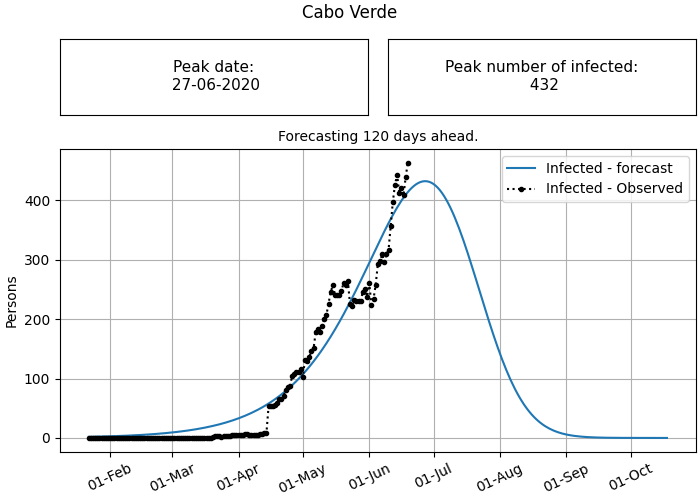 Cabo Verde
Peak date:
27-06-2020
Peak number of infected:
432
Forecasting 120 days ahead.
Infected - forecast
Infected - Observed
Persons
400
300
200
100
0
01-Feb
01-Mar
01-Apr
01-May
01-Jun
01-Jul
01-Aug
01-Sep
01-Oct